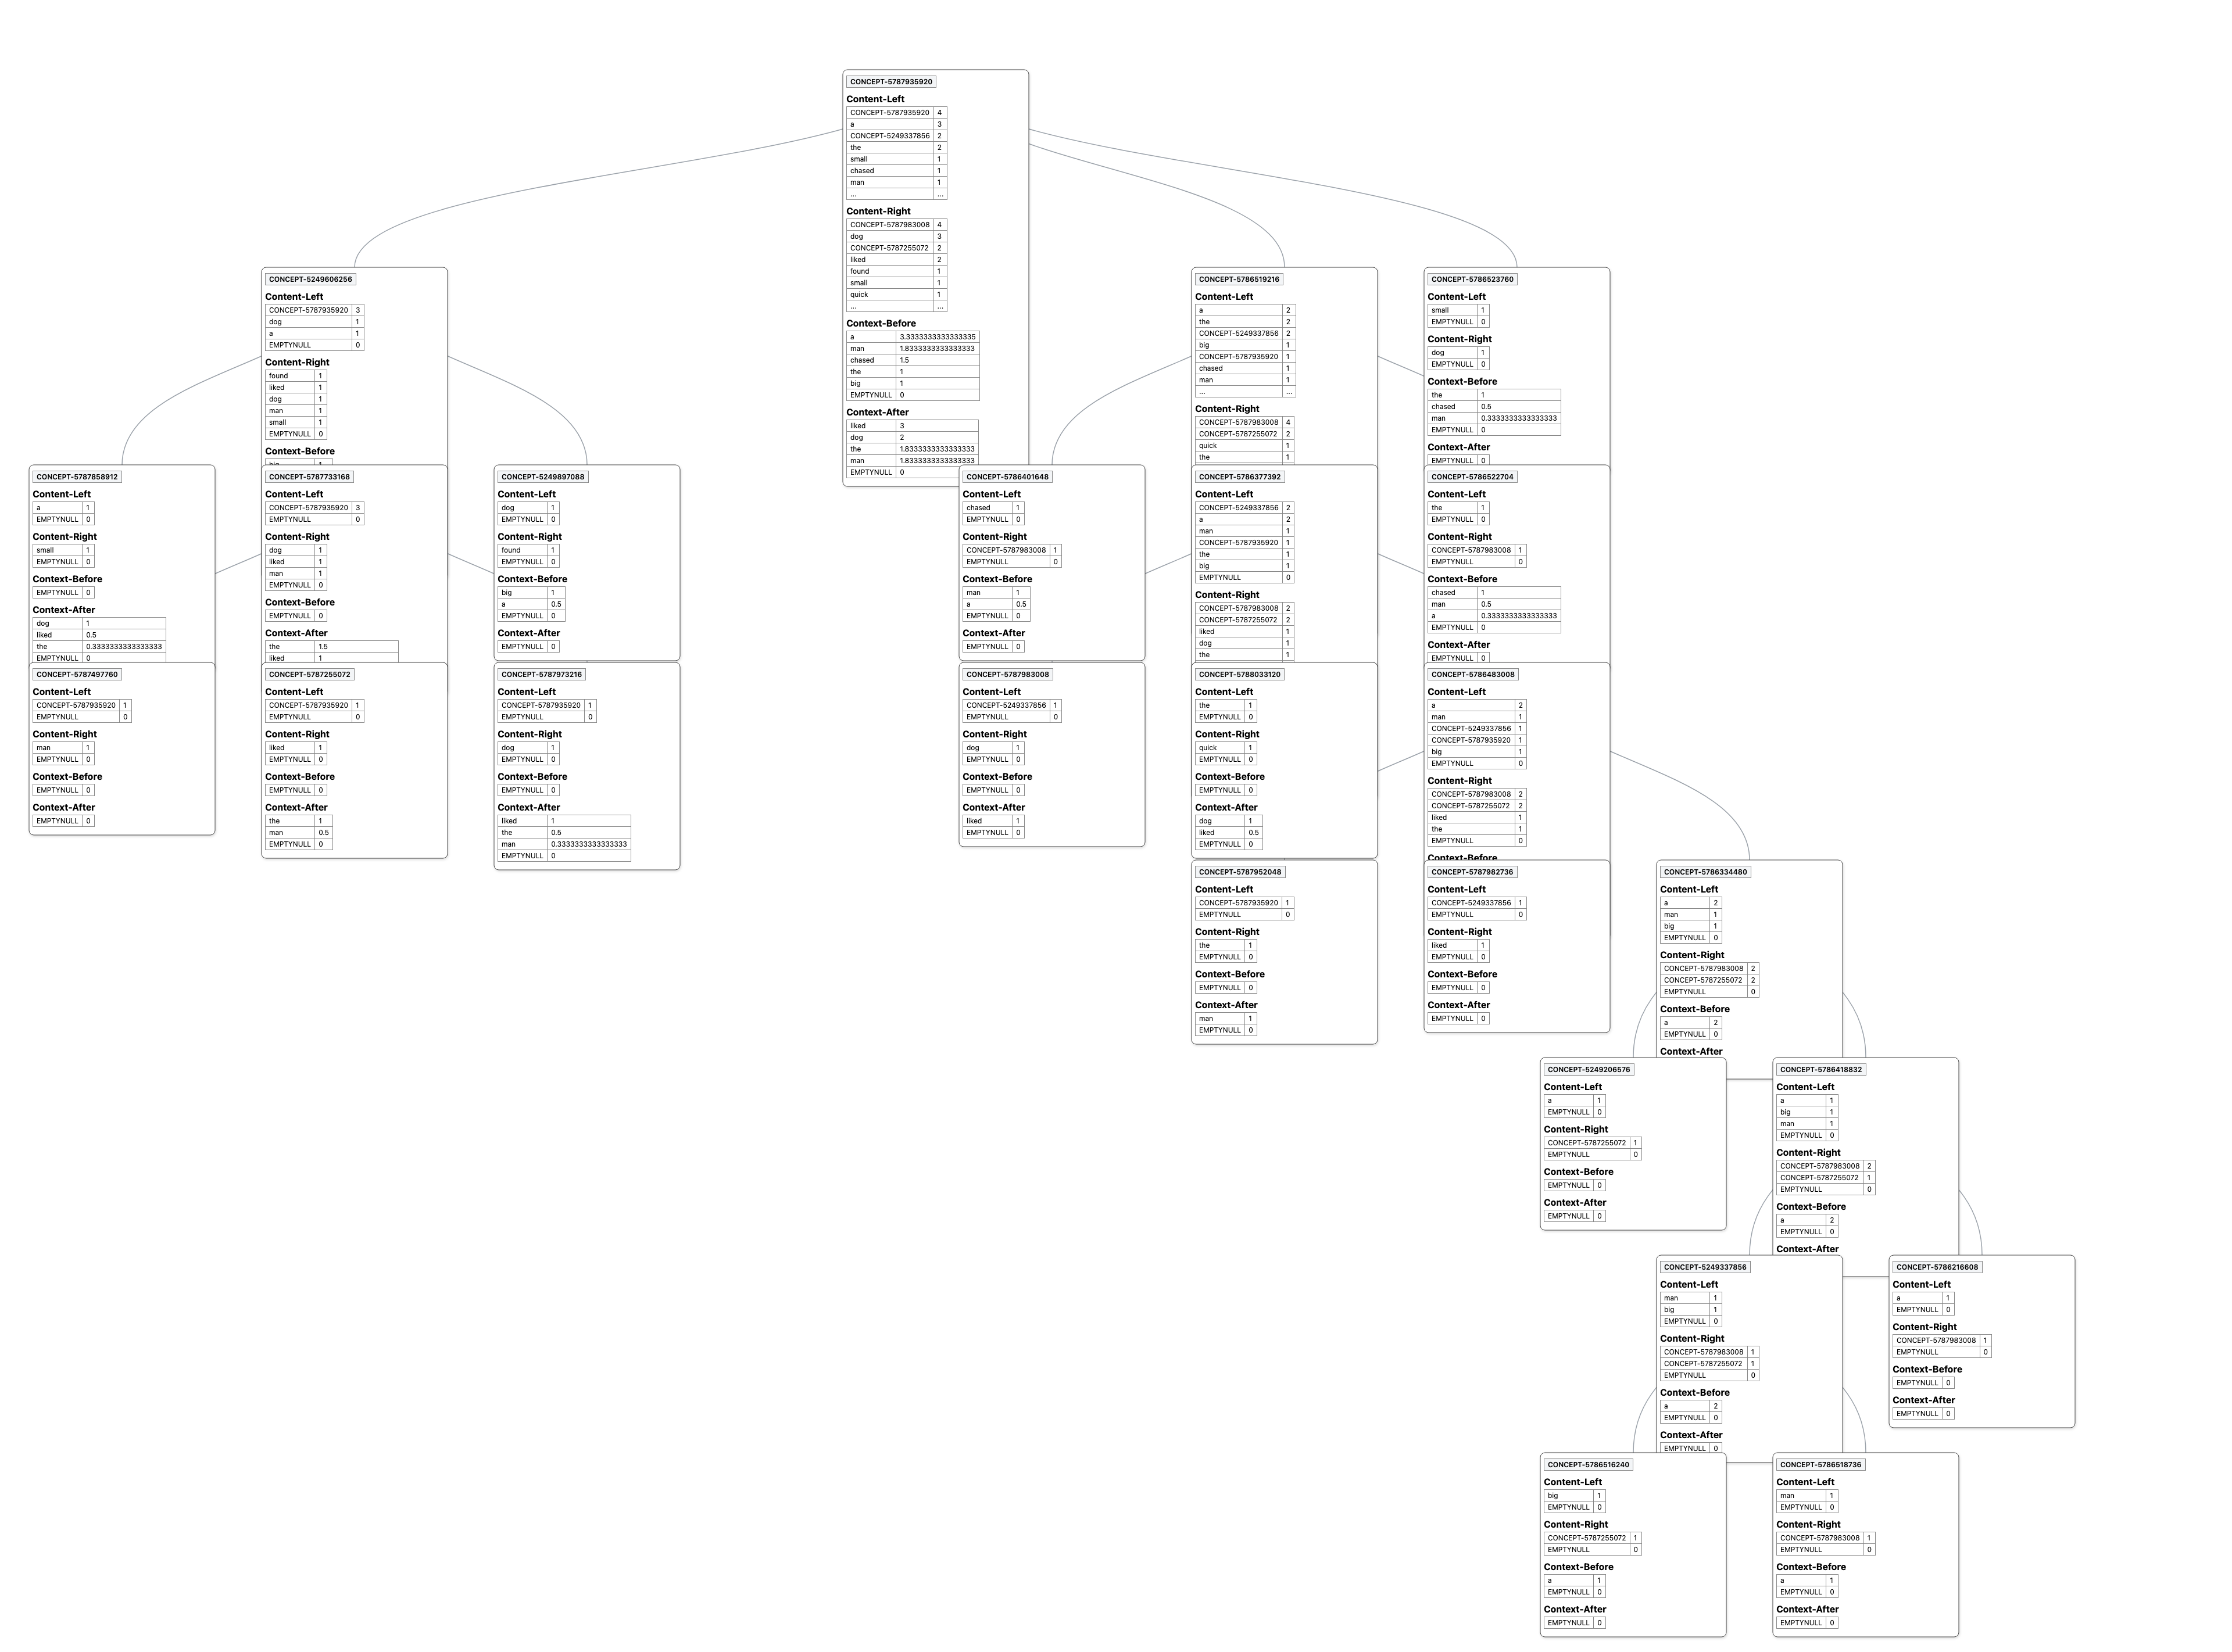 CONCEPT-5787935920
Content-Left
CONCEPT-5787935920 4
a 3
CONCEPT-5249337856 2
the 2
small 1
chased 1
man 1
... ...
Content-Right
CONCEPT-5787983008 4
dog 3
CONCEPT-5787255072 2
liked 2
found 1
small 1
quick 1
... ...
Context-Before
a 3.3333333333333335
man 1.8333333333333333
chased 1.5
the 1
big 1
EMPTYNULL 0
Context-After
liked 3
dog 2
the 1.8333333333333333
man 1.8333333333333333
EMPTYNULL 0
CONCEPT-5249606256
Content-Left
CONCEPT-5787935920 3
dog 1
a 1
EMPTYNULL 0
Content-Right
found 1
liked 1
dog 1
man 1
small 1
EMPTYNULL 0
Context-Before
CONCEPT-5786519216
Content-Left
a 2
the 2
CONCEPT-5249337856 2
big 1
CONCEPT-5787935920 1
chased 1
man 1
... ...
Content-Right
CONCEPT-5787983008 4
CONCEPT-5787255072 2
quick 1
the 1
CONCEPT-5786523760
Content-Left
small 1
EMPTYNULL 0
Content-Right
dog 1
EMPTYNULL 0
Context-Before
the 1
chased 0.5
man 0.3333333333333333
EMPTYNULL 0
Context-After
EMPTYNULL 0
CONCEPT-5787858912
Content-Left
a 1
EMPTYNULL 0
Content-Right
small 1
EMPTYNULL 0
Context-Before
EMPTYNULL 0
Context-After
dog 1
liked 0.5
the 0.3333333333333333
EMPTYNULL 0
CONCEPT-5787733168
Content-Left
CONCEPT-5787935920 3
EMPTYNULL 0
Content-Right
dog 1
liked 1
man 1
EMPTYNULL 0
Context-Before
EMPTYNULL 0
Context-After
the 1.5
liked 1
CONCEPT-5249897088
Content-Left
dog 1
EMPTYNULL 0
Content-Right
found 1
EMPTYNULL 0
Context-Before
big 1
a 0.5
EMPTYNULL 0
Context-After
EMPTYNULL 0
CONCEPT-5786401648
Content-Left
chased 1
EMPTYNULL 0
Content-Right
CONCEPT-5787983008 1
EMPTYNULL 0
Context-Before
man 1
a 0.5
EMPTYNULL 0
Context-After
EMPTYNULL 0
CONCEPT-5786377392
Content-Left
CONCEPT-5249337856 2
a 2
man 1
CONCEPT-5787935920 1
the 1
big 1
EMPTYNULL 0
Content-Right
CONCEPT-5787983008 2
CONCEPT-5787255072 2
liked 1
dog 1
the 1
CONCEPT-5786522704
Content-Left
the 1
EMPTYNULL 0
Content-Right
CONCEPT-5787983008 1
EMPTYNULL 0
Context-Before
chased 1
man 0.5
a 0.3333333333333333
EMPTYNULL 0
Context-After
EMPTYNULL 0
CONCEPT-5787497760
Content-Left
CONCEPT-5787935920 1
EMPTYNULL 0
Content-Right
man 1
EMPTYNULL 0
Context-Before
EMPTYNULL 0
Context-After
EMPTYNULL 0
CONCEPT-5787255072
Content-Left
CONCEPT-5787935920 1
EMPTYNULL 0
Content-Right
liked 1
EMPTYNULL 0
Context-Before
EMPTYNULL 0
Context-After
the 1
man 0.5
EMPTYNULL 0
CONCEPT-5787973216
Content-Left
CONCEPT-5787935920 1
EMPTYNULL 0
Content-Right
dog 1
EMPTYNULL 0
Context-Before
EMPTYNULL 0
Context-After
liked 1
the 0.5
man 0.3333333333333333
EMPTYNULL 0
CONCEPT-5787983008
Content-Left
CONCEPT-5249337856 1
EMPTYNULL 0
Content-Right
dog 1
EMPTYNULL 0
Context-Before
EMPTYNULL 0
Context-After
liked 1
EMPTYNULL 0
CONCEPT-5788033120
Content-Left
the 1
EMPTYNULL 0
Content-Right
quick 1
EMPTYNULL 0
Context-Before
EMPTYNULL 0
Context-After
dog 1
liked 0.5
EMPTYNULL 0
CONCEPT-5786483008
Content-Left
a 2
man 1
CONCEPT-5249337856 1
CONCEPT-5787935920 1
big 1
EMPTYNULL 0
Content-Right
CONCEPT-5787983008 2
CONCEPT-5787255072 2
liked 1
the 1
EMPTYNULL 0
Context-Before
CONCEPT-5787952048
Content-Left
CONCEPT-5787935920 1
EMPTYNULL 0
Content-Right
the 1
EMPTYNULL 0
Context-Before
EMPTYNULL 0
Context-After
man 1
EMPTYNULL 0
CONCEPT-5787982736
Content-Left
CONCEPT-5249337856 1
EMPTYNULL 0
Content-Right
liked 1
EMPTYNULL 0
Context-Before
EMPTYNULL 0
Context-After
EMPTYNULL 0
CONCEPT-5786334480
Content-Left
a 2
man 1
big 1
EMPTYNULL 0
Content-Right
CONCEPT-5787983008 2
CONCEPT-5787255072 2
EMPTYNULL 0
Context-Before
a 2
EMPTYNULL 0
Context-After
CONCEPT-5249206576
Content-Left
a 1
EMPTYNULL 0
Content-Right
CONCEPT-5787255072 1
EMPTYNULL 0
Context-Before
EMPTYNULL 0
Context-After
EMPTYNULL 0
CONCEPT-5786418832
Content-Left
a 1
big 1
man 1
EMPTYNULL 0
Content-Right
CONCEPT-5787983008 2
CONCEPT-5787255072 1
EMPTYNULL 0
Context-Before
a 2
EMPTYNULL 0
Context-After
CONCEPT-5249337856
Content-Left
man 1
big 1
EMPTYNULL 0
Content-Right
CONCEPT-5787983008 1
CONCEPT-5787255072 1
EMPTYNULL 0
Context-Before
a 2
EMPTYNULL 0
Context-After
EMPTYNULL 0
CONCEPT-5786216608
Content-Left
a 1
EMPTYNULL 0
Content-Right
CONCEPT-5787983008 1
EMPTYNULL 0
Context-Before
EMPTYNULL 0
Context-After
EMPTYNULL 0
CONCEPT-5786516240
Content-Left
big 1
EMPTYNULL 0
Content-Right
CONCEPT-5787255072 1
EMPTYNULL 0
Context-Before
a 1
EMPTYNULL 0
Context-After
EMPTYNULL 0
CONCEPT-5786518736
Content-Left
man 1
EMPTYNULL 0
Content-Right
CONCEPT-5787983008 1
EMPTYNULL 0
Context-Before
a 1
EMPTYNULL 0
Context-After
EMPTYNULL 0